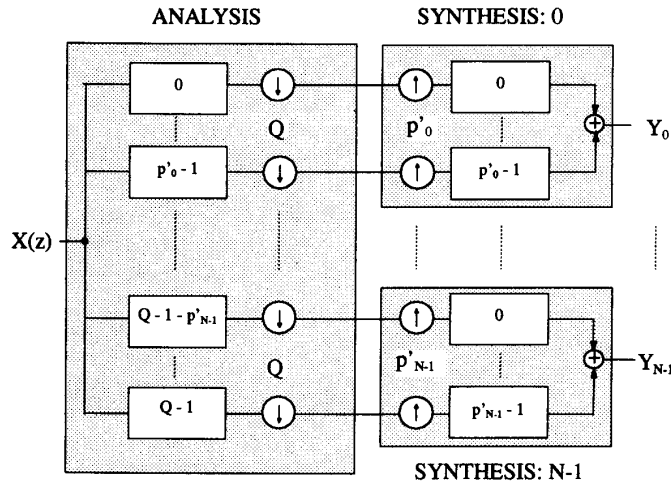 ANALYSIS SYNTHESIS: 0
0 ↓ ↑ 0
Q p'₀ + Y₀
p'₀ - 1 ↓ ↑ p'₀ - 1
X(z)
Q - 1 - p'N-1 ↓ ↑ 0
Q p'N-1 + YN-1
Q - 1 ↓ ↑ p'N-1 - 1
SYNTHESIS: N-1